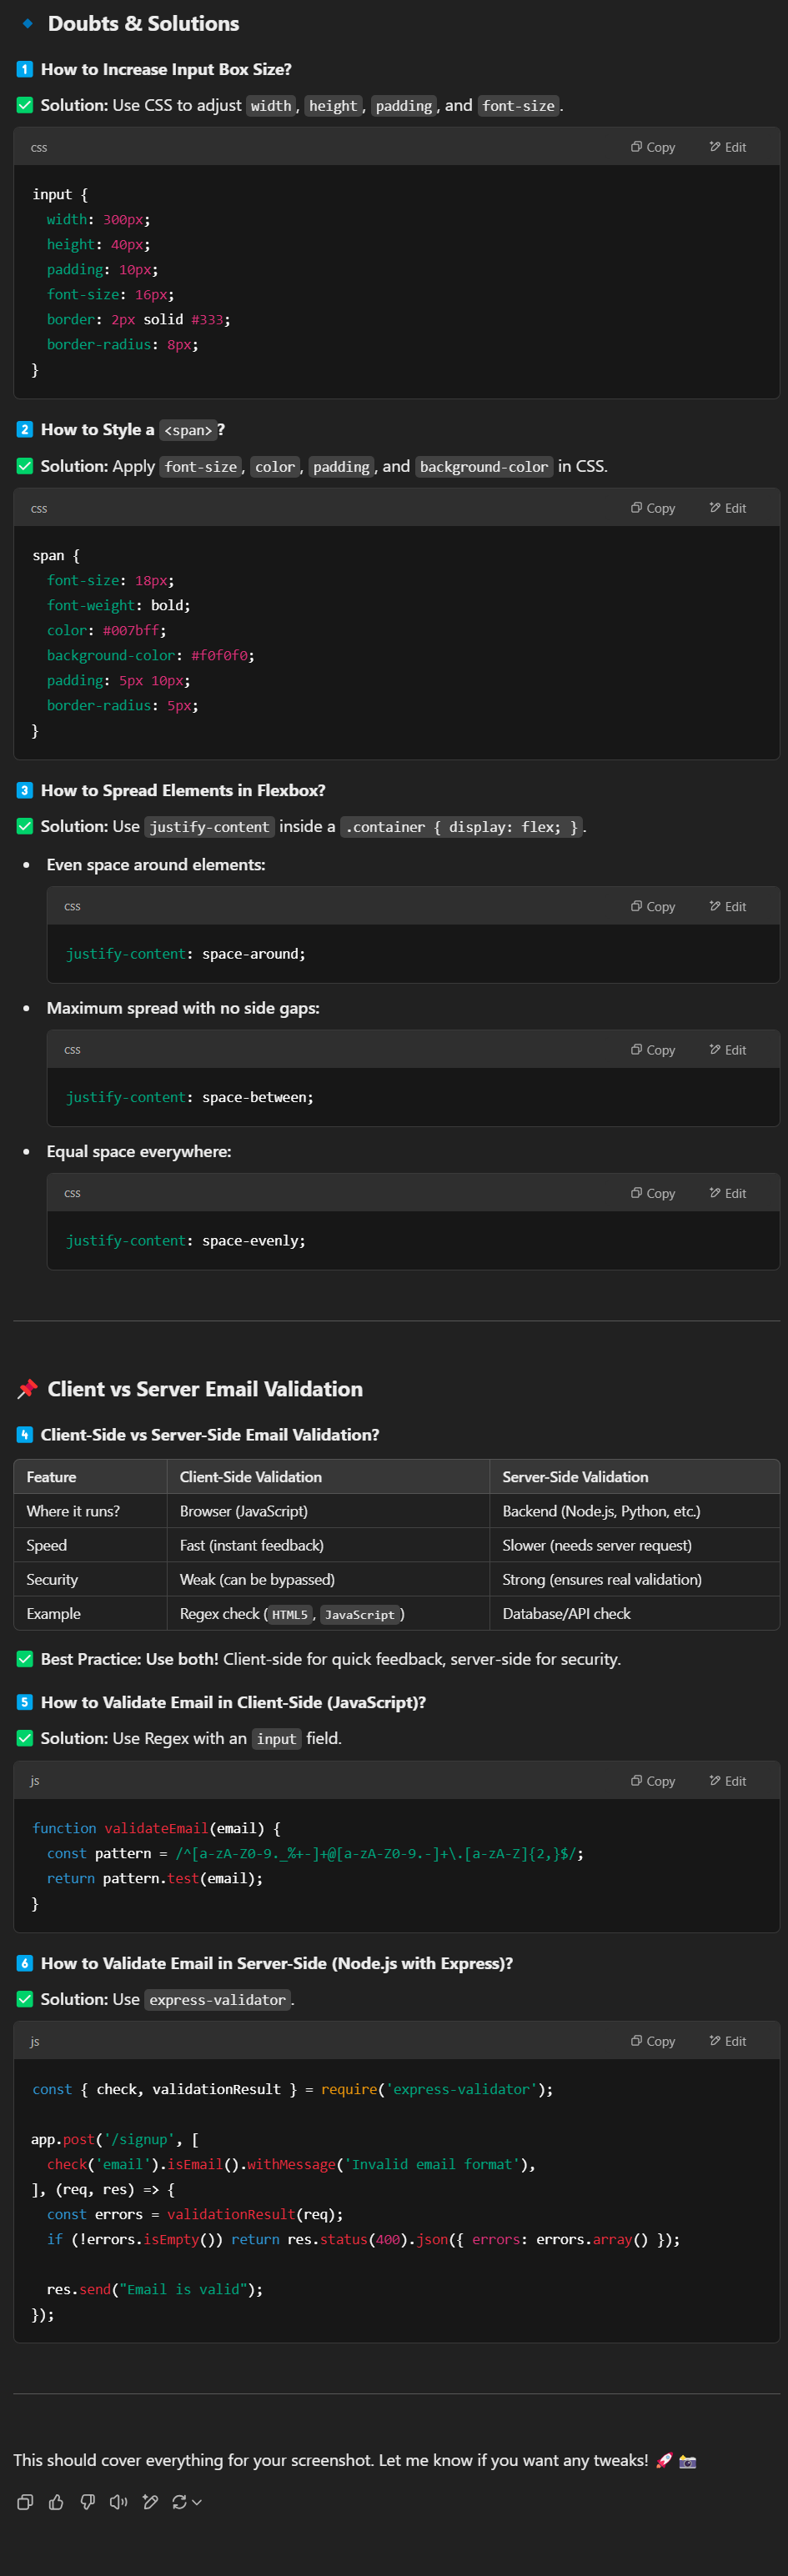 🔹 Doubts & Solutions
1️⃣ How to Increase Input Box Size?
✅ Solution: Use CSS to adjust width, height, padding, and font-size.
css Copy Edit
input {
  width: 300px;
  height: 40px;
  padding: 10px;
  font-size: 16px;
  border: 2px solid #333;
  border-radius: 8px;
}
2️⃣ How to Style a <span>?
✅ Solution: Apply font-size, color, padding, and background-color in CSS.
css Copy Edit
span {
  font-size: 18px;
  font-weight: bold;
  color: #007bff;
  background-color: #f0f0f0;
  padding: 5px 10px;
  border-radius: 5px;
}
3️⃣ How to Spread Elements in Flexbox?
✅ Solution: Use justify-content inside a .container { display: flex; }.
• Even space around elements:
css Copy Edit
justify-content: space-around;
• Maximum spread with no side gaps:
css Copy Edit
justify-content: space-between;
• Equal space everywhere:
css Copy Edit
justify-content: space-evenly;
📌 Client vs Server Email Validation
4️⃣ Client-Side vs Server-Side Email Validation?
Feature Client-Side Validation Server-Side Validation
Where it runs? Browser (JavaScript) Backend (Node.js, Python, etc.)
Speed Fast (instant feedback) Slower (needs server request)
Security Weak (can be bypassed) Strong (ensures real validation)
Example Regex check (HTML5, JavaScript) Database/API check
✅ Best Practice: Use both! Client-side for quick feedback, server-side for security.
5️⃣ How to Validate Email in Client-Side (JavaScript)?
✅ Solution: Use Regex with an input field.
js Copy Edit
function validateEmail(email) {
  const pattern = /^[a-zA-Z0-9._%+-]+@[a-zA-Z0-9.-]+\.[a-zA-Z]{2,}$/;
  return pattern.test(email);
}
6️⃣ How to Validate Email in Server-Side (Node.js with Express)?
✅ Solution: Use express-validator.
js Copy Edit
const { check, validationResult } = require('express-validator');
app.post('/signup', [
  check('email').isEmail().withMessage('Invalid email format'),
], (req, res) => {
  const errors = validationResult(req);
  if (!errors.isEmpty()) return res.status(400).json({ errors: errors.array() });
  res.send("Email is valid");
});
This should cover everything for your screenshot. Let me know if you want any tweaks! 🚀 📸